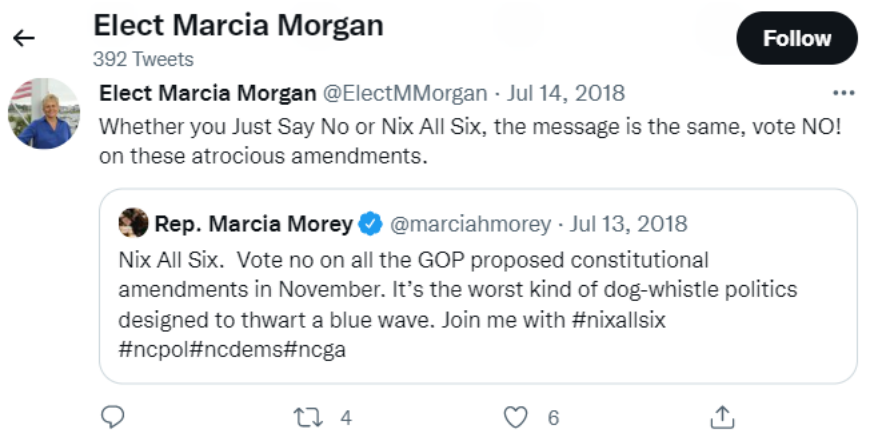 Elect Marcia Morgan
392 Tweets
Follow
Elect Marcia Morgan @ElectMMorgan · Jul 14, 2018
Whether you Just Say No or Nix All Six, the message is the same, vote NO!
on these atrocious amendments.
Rep. Marcia Morey @marciahmorey · Jul 13, 2018
Nix All Six.  Vote no on all the GOP proposed constitutional
amendments in November. It's the worst kind of dog-whistle politics
designed to thwart a blue wave. Join me with #nixallsix
#ncpol#ncdems#ncga
4
6